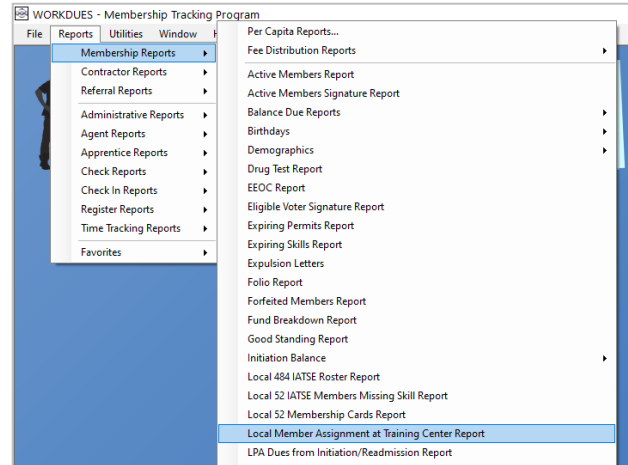 WORKDUES - Membership Tracking Program
File Reports Utilities Window
Membership Reports
Contractor Reports
Referral Reports
Administrative Reports
Agent Reports
Apprentice Reports
Check Reports
Check In Reports
Register Reports
Time Tracking Reports
Favorites
Per Capita Reports...
Fee Distribution Reports
Active Members Report
Active Members Signature Report
Balance Due Reports
Birthdays
Demographics
Drug Test Report
EEOC Report
Eligible Voter Signature Report
Expiring Permits Report
Expiring Skills Report
Expulsion Letters
Folio Report
Forfeited Members Report
Fund Breakdown Report
Good Standing Report
Initiation Balance
Local 484 IATSE Roster Report
Local 52 IATSE Members Missing Skill Report
Local 52 Membership Cards Report
Local Member Assignment at Training Center Report
LPA Dues from Initiation/Readmission Report